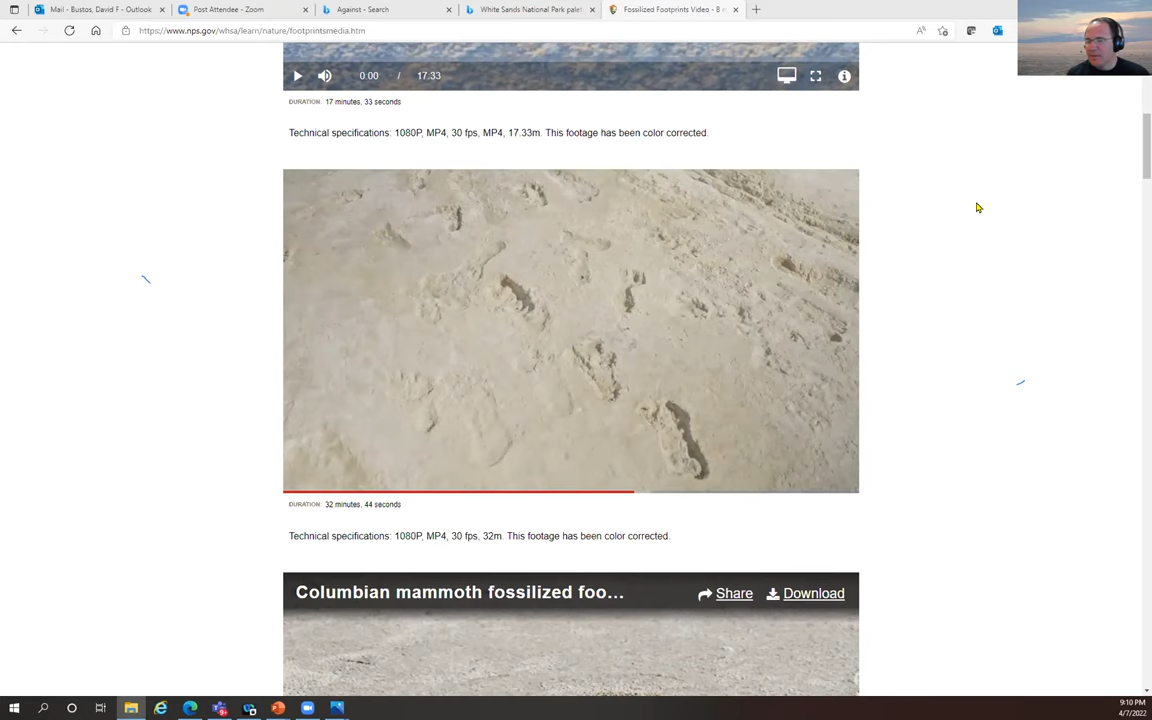 Mail - Bustos, David F - Outlook
Post Attendee - Zoom
Against - Search
White Sands National Park pale
Fossilized Footprints Video - B n
https://www.nps.gov/whsa/learn/nature/footprintsmedia.htm
0:00 / 17:33
DURATION: 17 minutes, 33 seconds
Technical specifications: 1080P, MP4, 30 fps, MP4, 17.33m. This footage has been color corrected.
DURATION: 32 minutes, 44 seconds
Technical specifications: 1080P, MP4, 30 fps, 32m. This footage has been color corrected.
Columbian mammoth fossilized foo...
Share
Download
9:10 PM
4/7/2022